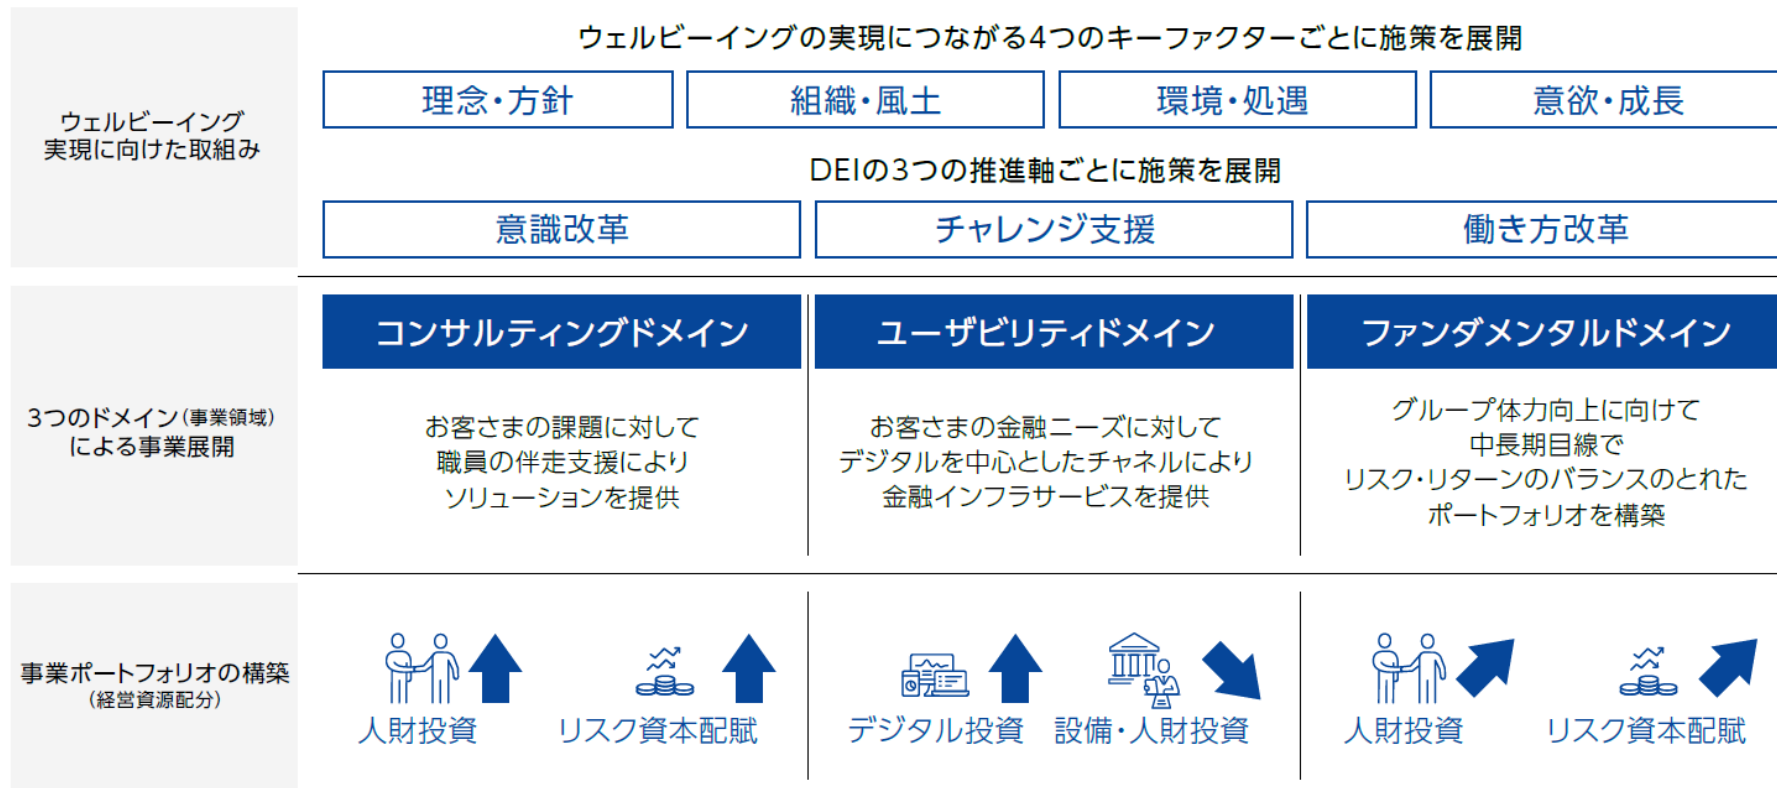 ウェルビーイングの実現につながる4つのキーファクターごとに施策を展開
理念・方針
組織・風土
環境・処遇
意欲・成長
ウェルビーイング
実現に向けた取組み
DEIの3つの推進軸ごとに施策を展開
意識改革
チャレンジ支援
働き方改革
コンサルティングドメイン
ユーザビリティドメイン
ファンダメンタルドメイン
3つのドメイン(事業領域)
による事業展開
お客さまの課題に対して
職員の伴走支援により
ソリューションを提供
お客さまの金融ニーズに対して
デジタルを中心としたチャネルにより
金融インフラサービスを提供
グループ体力向上に向けて
中長期目線で
リスク・リターンのバランスのとれた
ポートフォリオを構築
事業ポートフォリオの構築
(経営資源配分)
人財投資
リスク資本配賦
デジタル投資
設備・人財投資
人財投資
リスク資本配賦